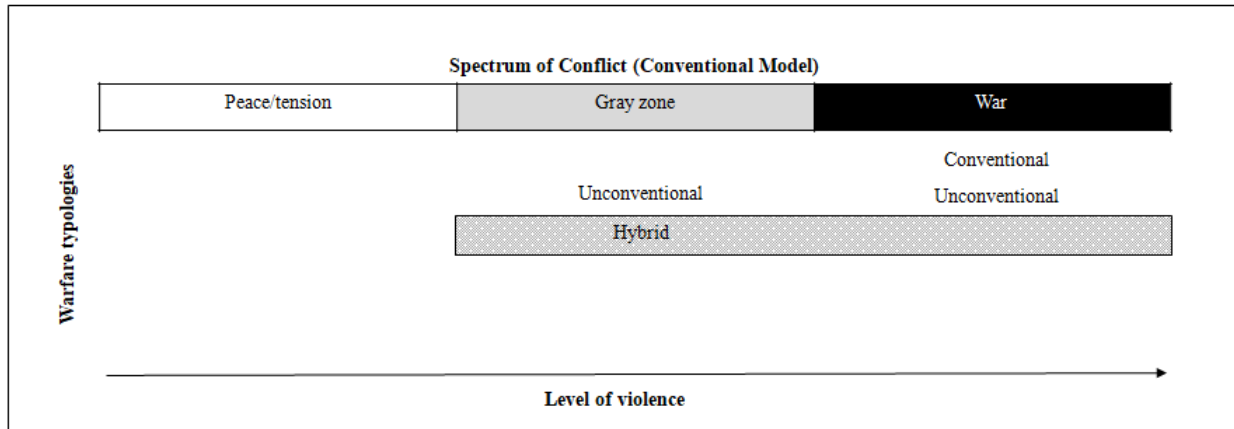 Spectrum of Conflict (Conventional Model)
Peace/tension Gray zone War
Conventional
Unconventional Unconventional
Hybrid
Warfare typologies
Level of violence